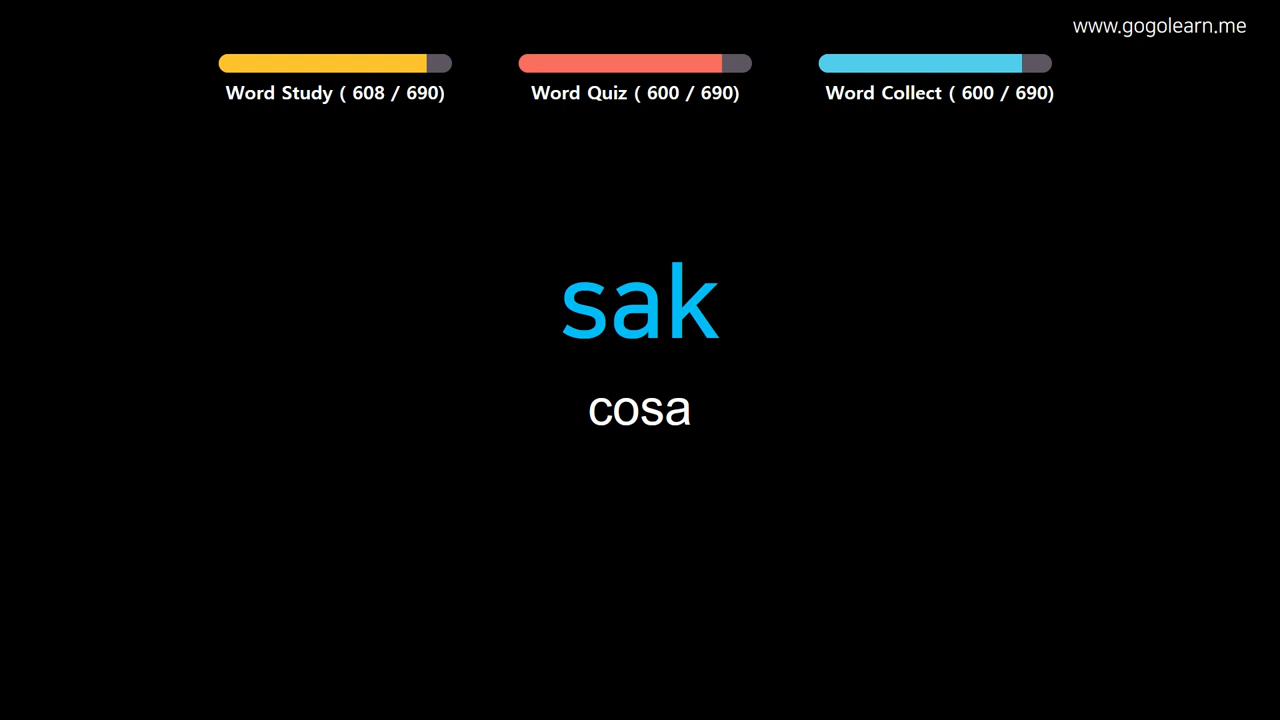 www.gogolearn.me
Word Study ( 608 / 690)
Word Quiz ( 600 / 690)
Word Collect ( 600 / 690)
sak
cosa